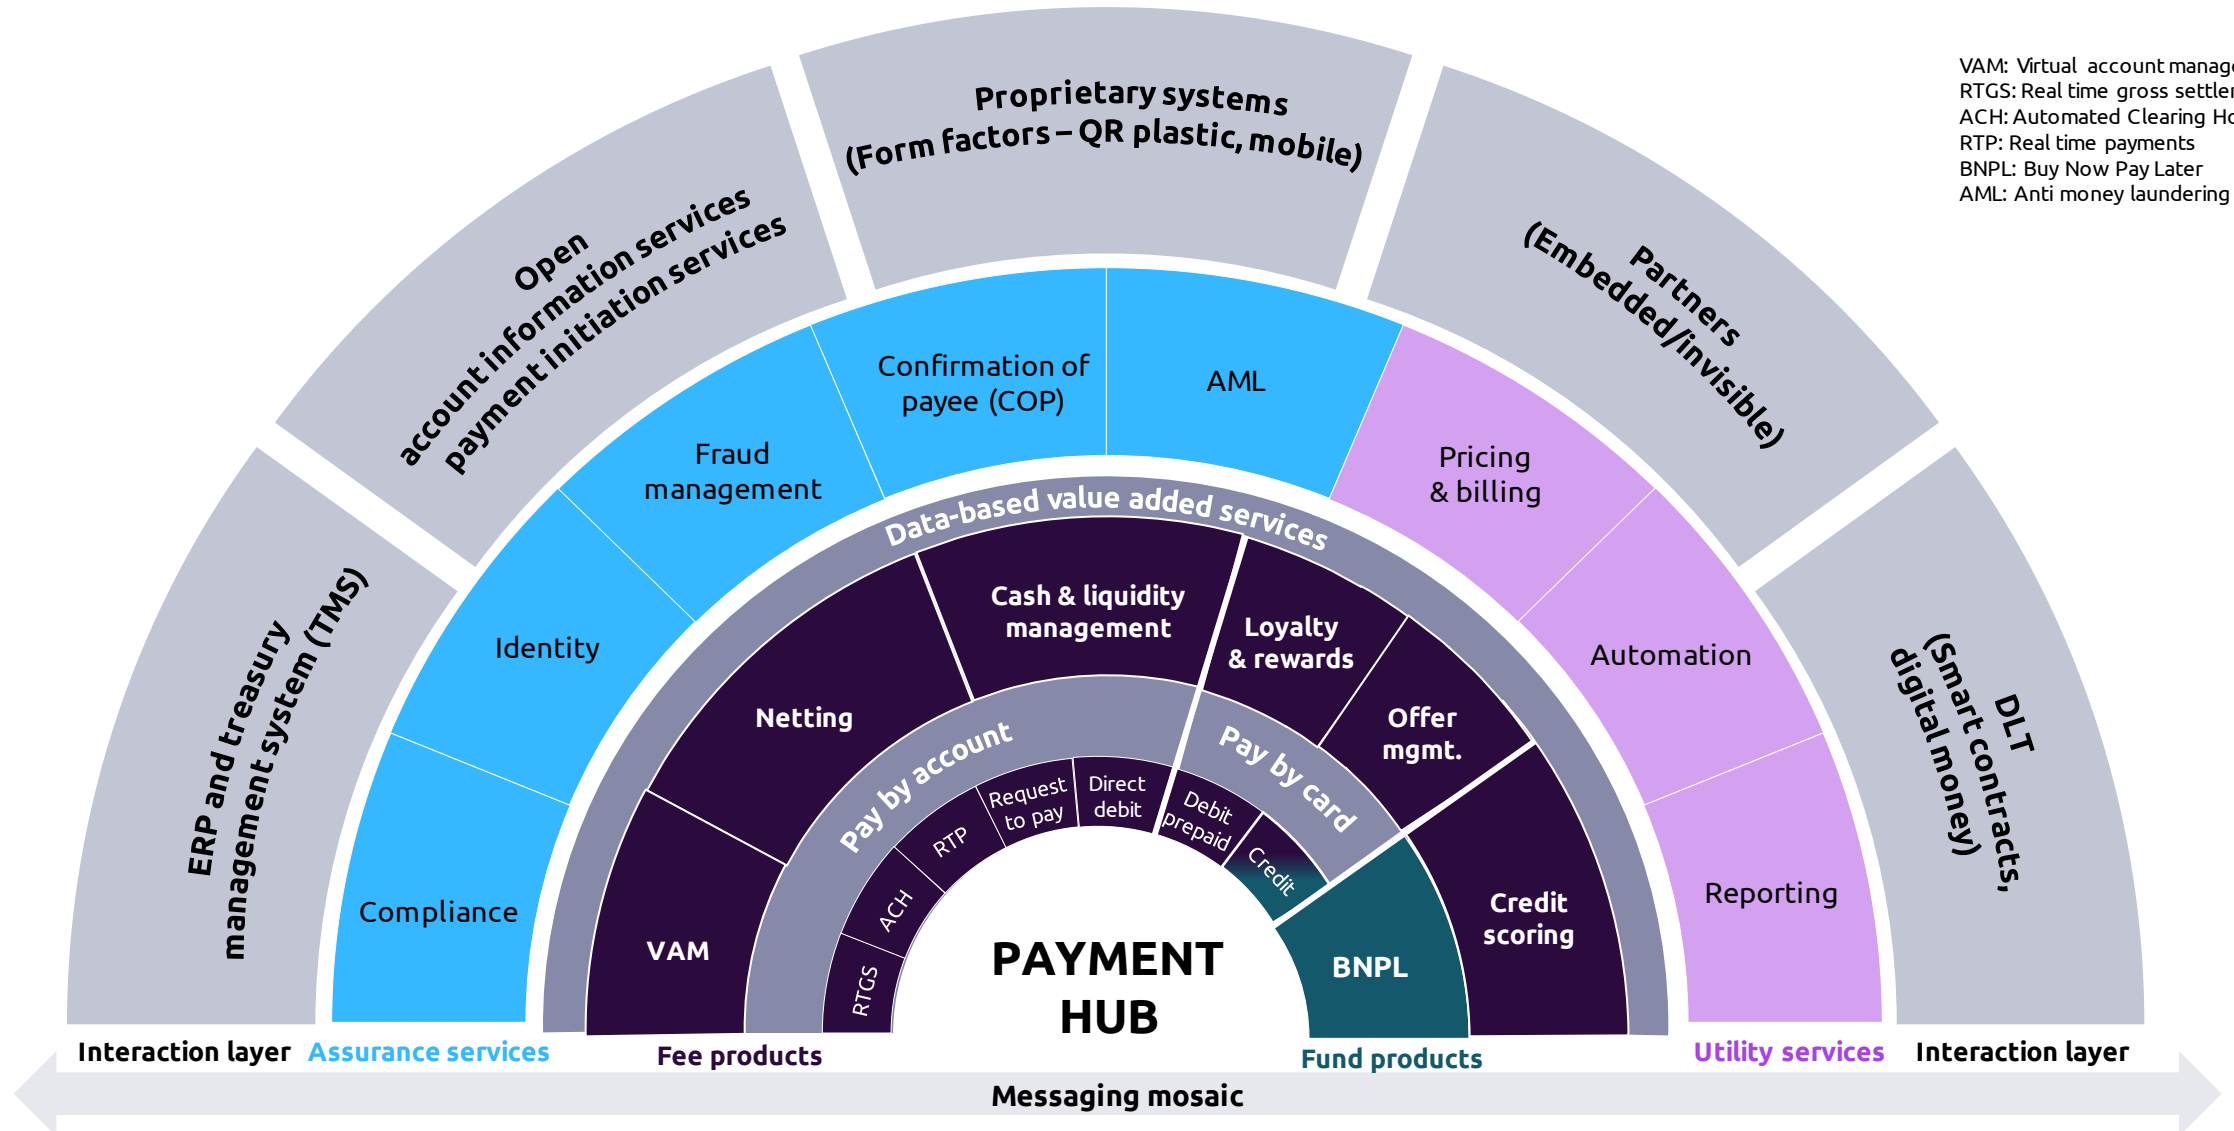 Proprietary systems
(Form factors – QR plastic, mobile)
VAM: Virtual account
RTGS: Real time gross
ACH: Automated Clearing
RTP: Real time payments
BNPL: Buy Now Pay Later
AML: Anti money laundering
Open
account information services
payment initiation services
Partners
(Embedded/invisible)
ERP and treasury
management system (TMS)
DLT
(Smart contracts,
digital money)
Compliance
Identity
Fraud
management
Confirmation of
payee (COP)
AML
Pricing
& billing
Automation
Reporting
Data-based value added services
VAM
Netting
Cash & liquidity
management
Loyalty
& rewards
Offer
mgmt.
Credit
scoring
Pay by account
Pay by card
RTGS
ACH
RTP
Request
to pay
Direct
debit
Debit
prepaid
Credit
BNPL
PAYMENT
HUB
Interaction layer
Assurance services
Fee products
Fund products
Utility services
Interaction layer
Messaging mosaic